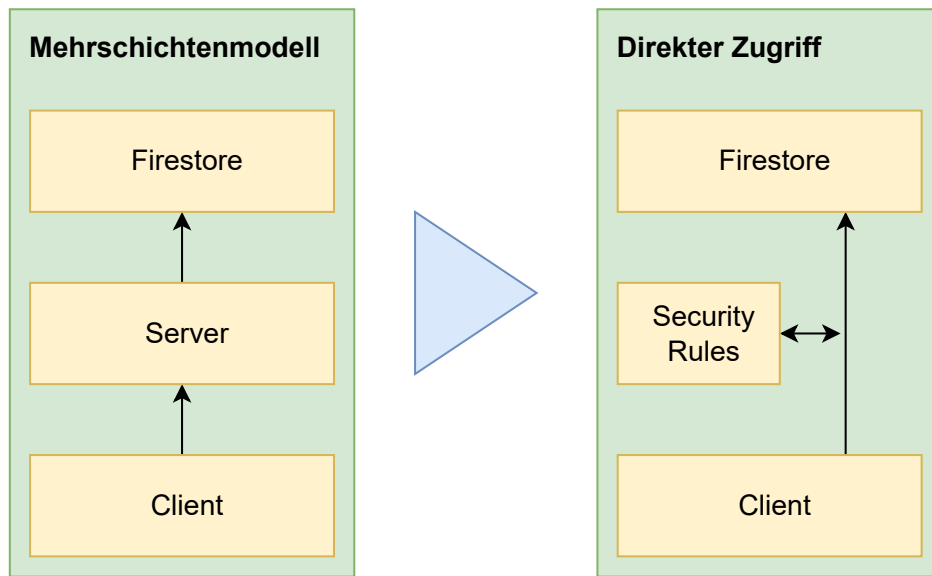 Mehrschichtenmodell
Firestore
Server
Client
Direkter Zugriff
Firestore
Security
Rules
Client